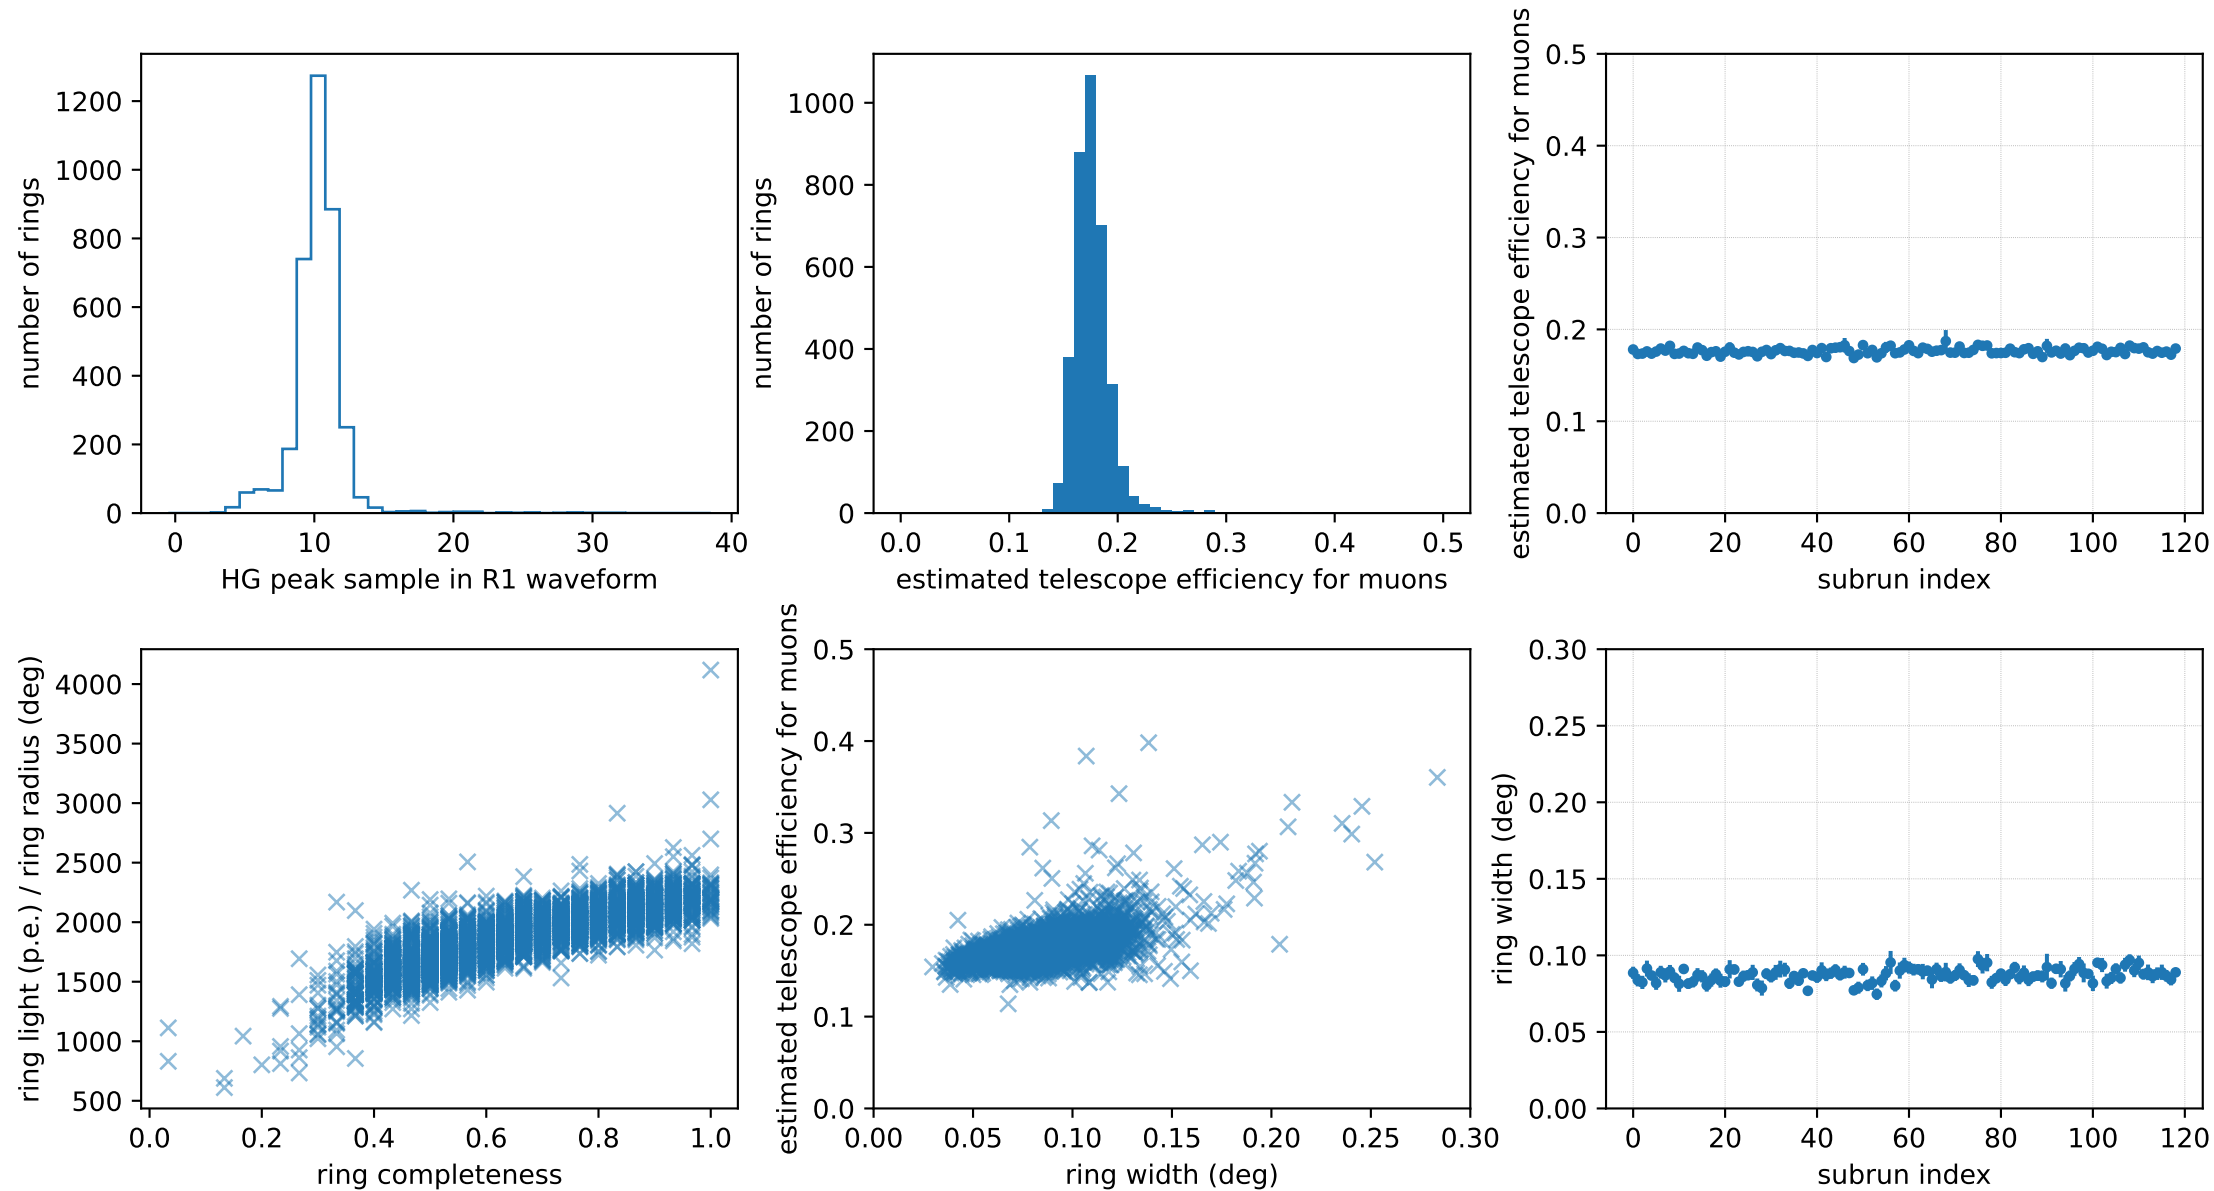 number of rings
1200
1000
800
600
400
200
0
0 10 20 30 40
HG peak sample in R1 waveform
number of rings
1000
800
600
400
200
0
0.0 0.1 0.2 0.3 0.4 0.5
estimated telescope efficiency for muons
estimated telescope efficiency for muons
0.5
0.4
0.3
0.2
0.1
0.0
0 20 40 60 80 100 120
subrun index
ring light (p.e.) / ring radius (deg)
4000
3500
3000
2500
2000
1500
1000
500
0.0 0.2 0.4 0.6 0.8 1.0
ring completeness
estimated telescope efficiency for muons
0.5
0.4
0.3
0.2
0.1
0.0
0.00 0.05 0.10 0.15 0.20 0.25 0.30
ring width (deg)
ring width (deg)
0.30
0.25
0.20
0.15
0.10
0.05
0.00
0 20 40 60 80 100 120
subrun index